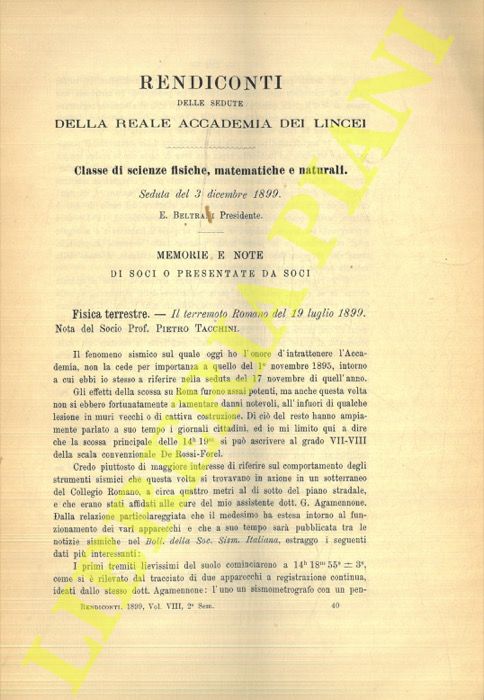 RENDICONTI
DELLE SEDUTE
DELLA REALE ACCADEMIA DEI LINCEI
Classe di scienze fisiche, matematiche e naturali.
Seduta del 3 dicembre 1899.
E. BELTRAMI Presidente.
MEMORIE E NOTE
DI SOCI O PRESENTATE DA SOCI
Fisica terrestre. — Il terremoto Romano del 19 luglio 1899.
Nota del Socio Prof. PIETRO TACCHINI.
Il fenomeno sismico sul quale oggi ho l'onore d'intrattenere l'Acca-
demia, non la cede per importanza a quello del 1° novembre 1895, intorno
a cui ebbi io stesso a riferire nella seduta del 17 novembre di quell'anno.
Gli effetti della scossa su Roma furono assai potenti, ma anche questa volta
non si ebbero fortunatamente a lamentare danni notevoli, all'infuori di qualche
lesione in muri vecchi o di cattiva costruzione. Di ciò del resto hanno ampia-
mente parlato a suo tempo i giornali cittadini, ed io mi limito qui a dire
che la scossa principale delle 14h 19m si può ascrivere al grado VII-VIII
della scala convenzionale De Rossi-Forel.
Credo piuttosto di maggiore interesse di riferire sul comportamento degli
strumenti sismici che questa volta si trovavano in azione in un sotterraneo
del Collegio Romano, a circa quattro metri al di sotto del piano stradale,
e che erano stati affidati alle cure del mio assistente dott. G. Agamennone.
Dalla relazione particolareggiata che il medesimo ha estesa intorno al fun-
zionamento dei vari apparecchi e che a suo tempo sarà pubblicata tra le
notizie sismiche nel Boll. della Soc. Sism. Italiana, estraggo i seguenti
dati più interessanti:
I primi tremiti lievissimi del suolo cominciarono a 14h 18m 55s ± 3s,
come si è rilevato dal tracciato di due apparecchi a registrazione continua,
ideati dallo stesso dott. Agamennone: l'uno un sismometrografo con un pen-
RENDICONTI. 1899, Vol. VIII, 2° Sem. 40
LIBRERIA PIANI